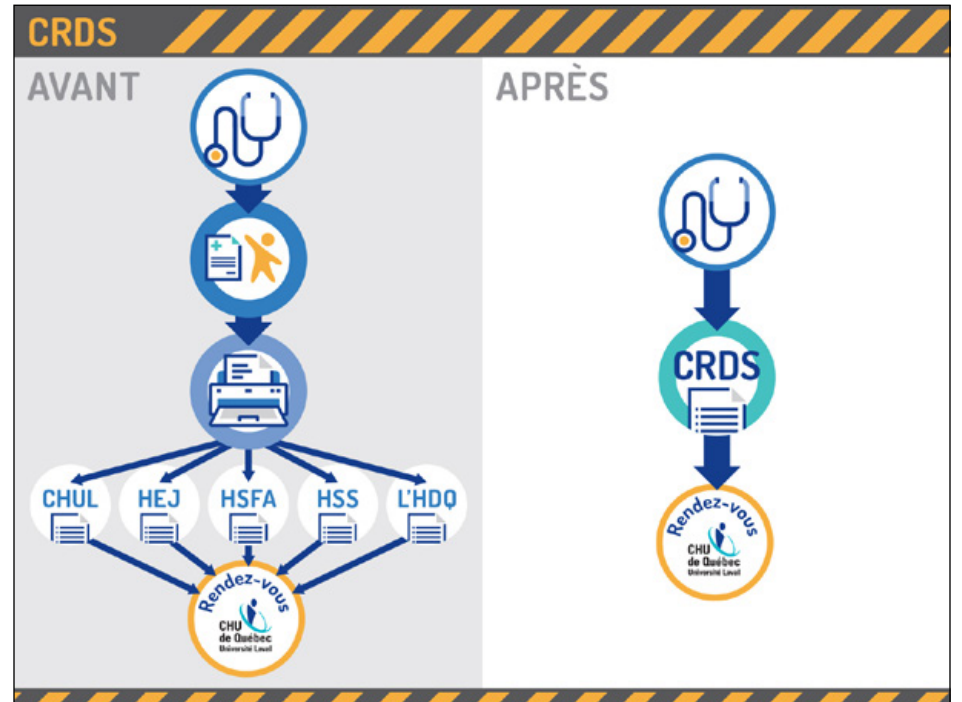 CRDS
AVANT
CHUL
HEJ
HSFA
HSS
L'HDQ
Rendez-vous
CHU
de Québec
Université Laval
APRÈS
CRDS
Rendez-vous
CHU
de Québec
Université Laval